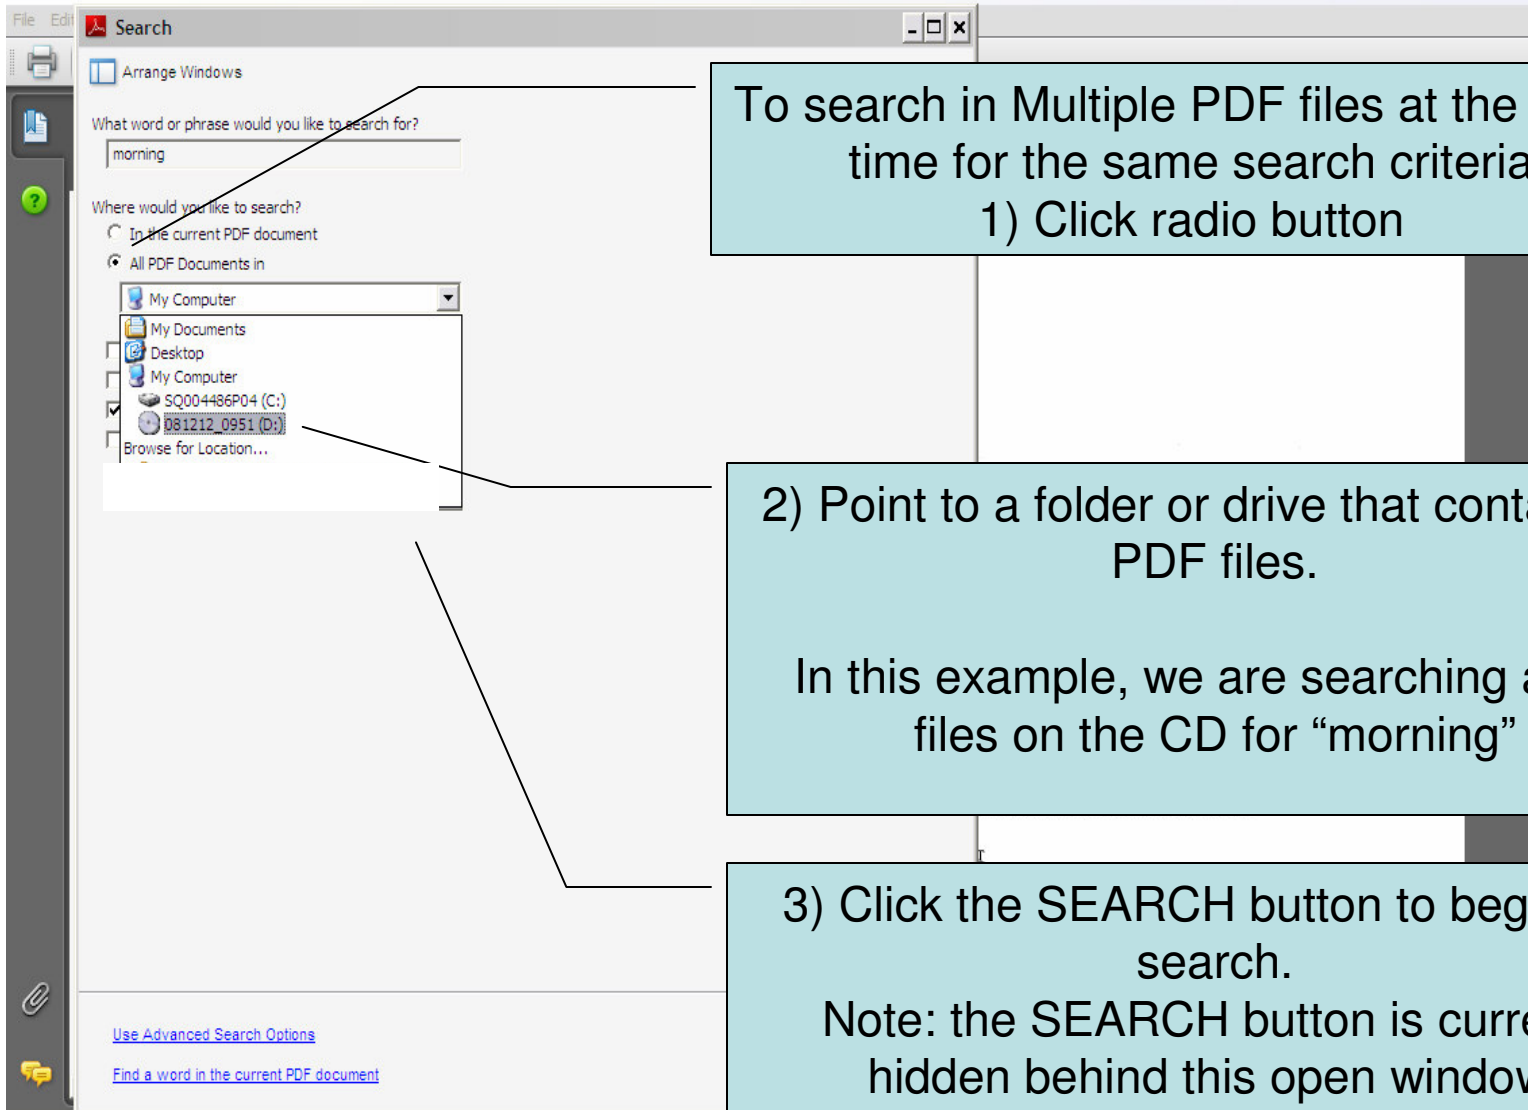 File Edit
Search
Arrange Windows
What word or phrase would you like to search for?
morning
Where would you like to search?
In the current PDF document
All PDF Documents in
My Computer
My Documents
Desktop
My Computer
SQ004486P04 (C:)
081212_0951 (D:)
Browse for Location...
Use Advanced Search Options
Find a word in the current PDF document
To search in Multiple PDF files at the
time for the same search criteria
1) Click radio button
2) Point to a folder or drive that conta
PDF files.
In this example, we are searching a
files on the CD for “morning”
3) Click the SEARCH button to beg
search.
Note: the SEARCH button is curre
hidden behind this open window